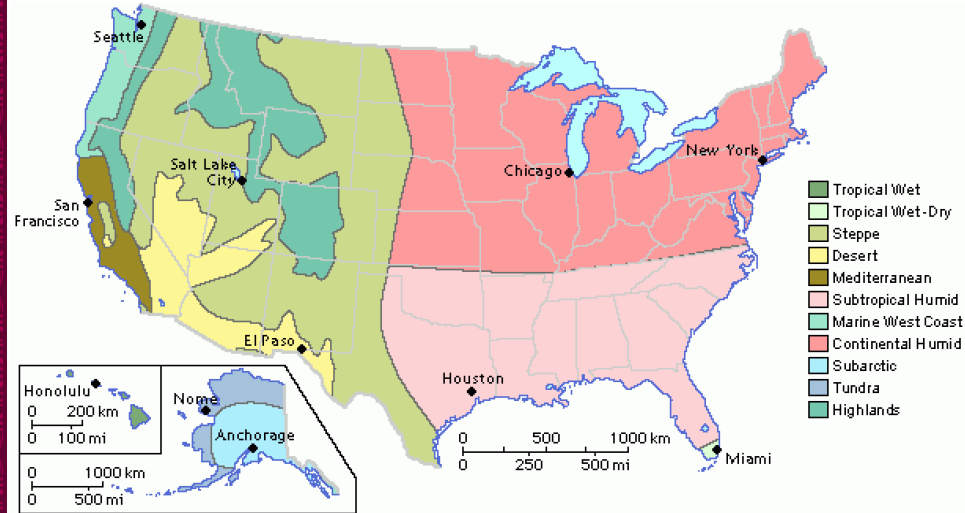 Seattle
Salt Lake
City
San
Francisco
Chicago
New York
El Paso
Houston
Miami
Tropical Wet
Tropical Wet-Dry
Steppe
Desert
Mediterranean
Subtropical Humid
Marine West Coast
Continental Humid
Subarctic
Tundra
Highlands
Honolulu
0 200 km
0 100 mi
Nome
Anchorage
0 1000 km
0 500 mi
0 500 1000 km
0 250 500 mi